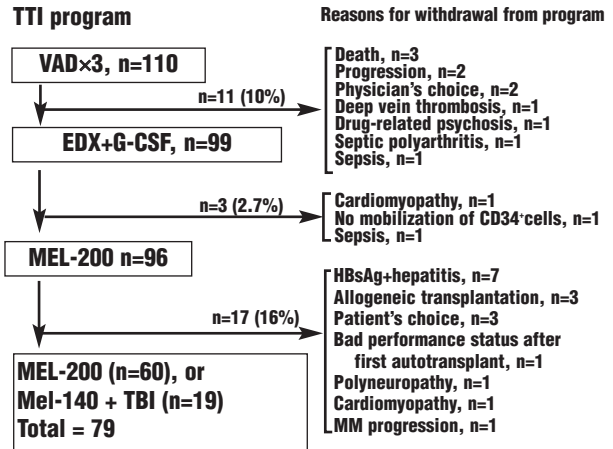 TTI program
Reasons for withdrawal from program
VAD×3, n=110
n=11 (10%)
Death, n=3
Progression, n=2
Physician's choice, n=2
Deep vein thrombosis, n=1
Drug-related psychosis, n=1
Septic polyarthritis, n=1
Sepsis, n=1
EDX+G-CSF, n=99
n=3 (2.7%)
Cardiomyopathy, n=1
No mobilization of CD34+cells, n=1
Sepsis, n=1
MEL-200 n=96
n=17 (16%)
HBsAg+hepatitis, n=7
Allogeneic transplantation, n=3
Patient's choice, n=3
Bad performance status after
first autotransplant, n=1
Polyneuropathy, n=1
Cardiomyopathy, n=1
MM progression, n=1
MEL-200 (n=60), or
Mel-140 + TBI (n=19)
Total = 79